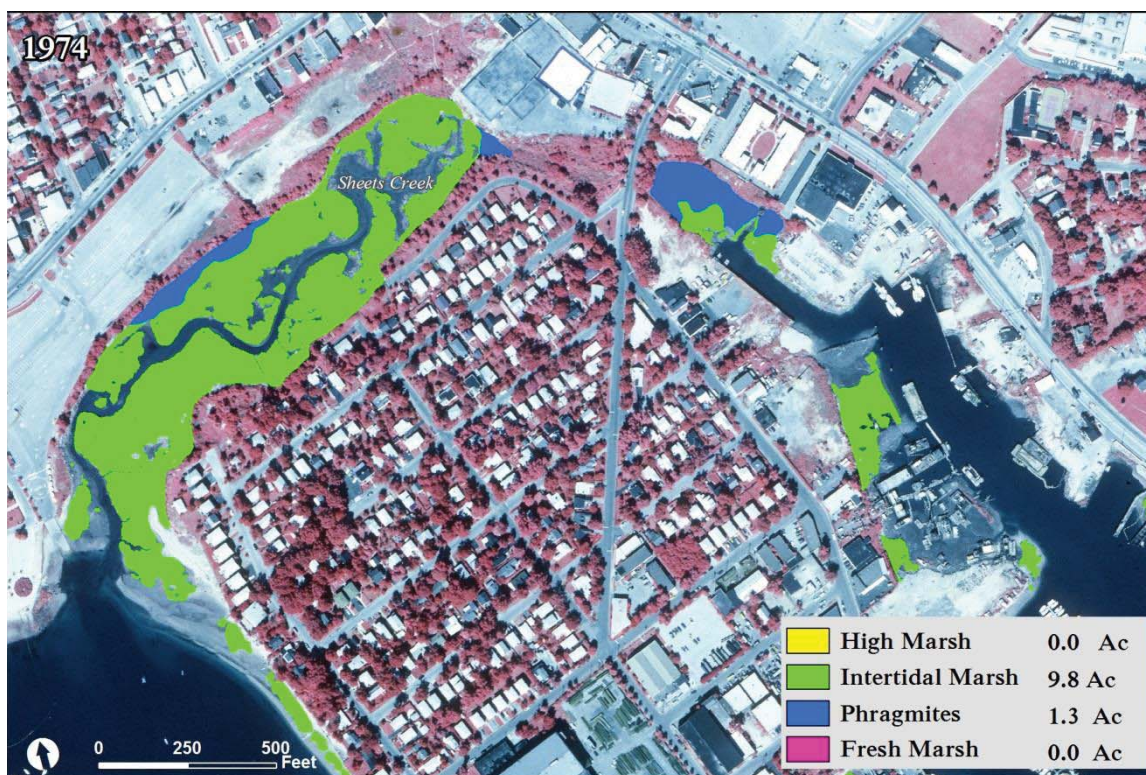 1974
Sheets Creek
High Marsh 0.0 Ac
Intertidal Marsh 9.8 Ac
Phragmites 1.3 Ac
Fresh Marsh 0.0 Ac
0 250 500
Feet